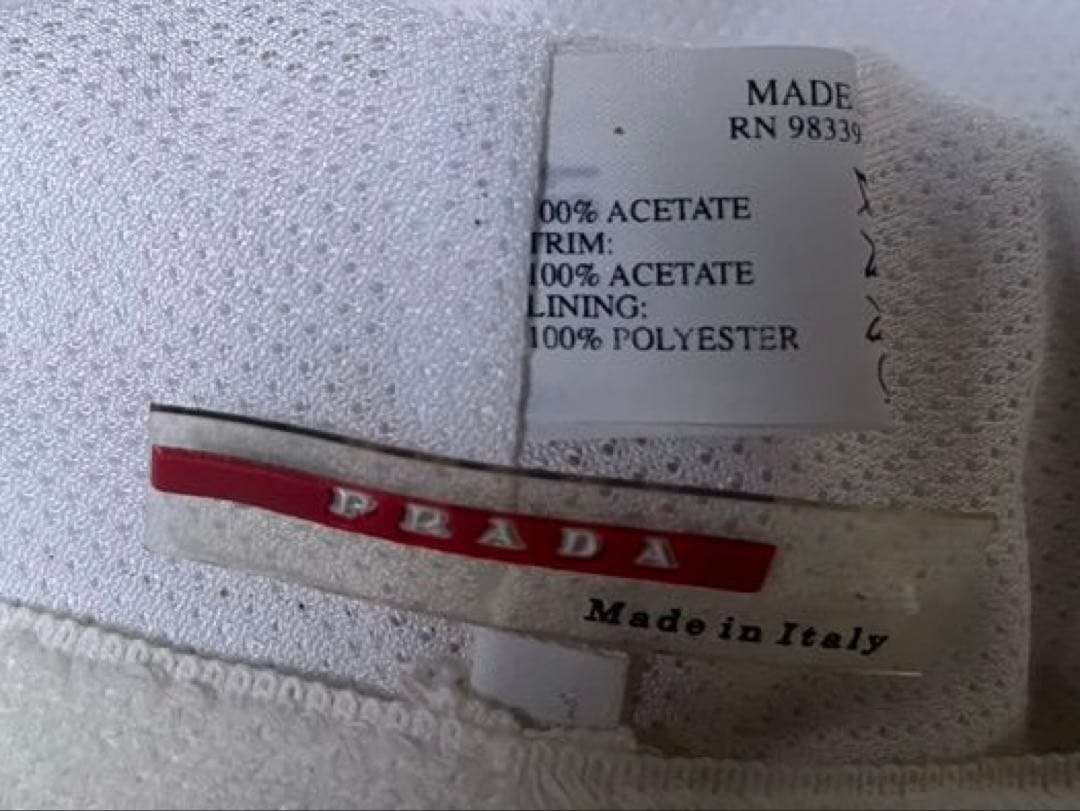 MADE
RN 98339
00% ACETATE
TRIM:
100% ACETATE
LINING:
100% POLYESTER
PRADA
Made in Italy